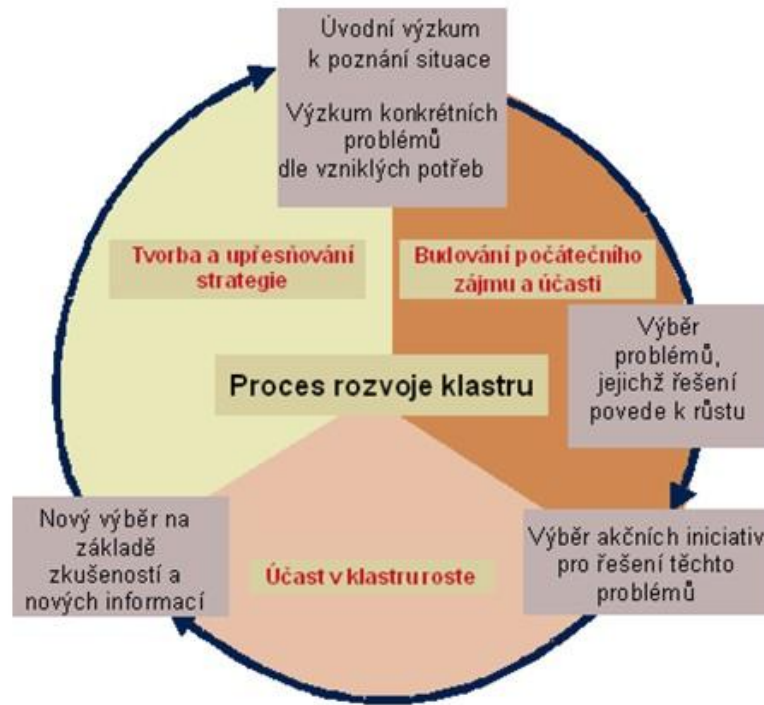 Úvodní výzkum
k poznání situace
Výzkum konkrétních
problémů
dle vzniklých potřeb
Tvorba a upřesňování
strategie
Budování počátečního
zájmu a účasti
Výběr
problémů,
jejichž řešení
povede k růstu
Proces rozvoje klastru
Nový výběr na
základě
zkušeností a
nových informací
Účast v klastru roste
Výběr akčních iniciativ
pro řešení těchto
problémů